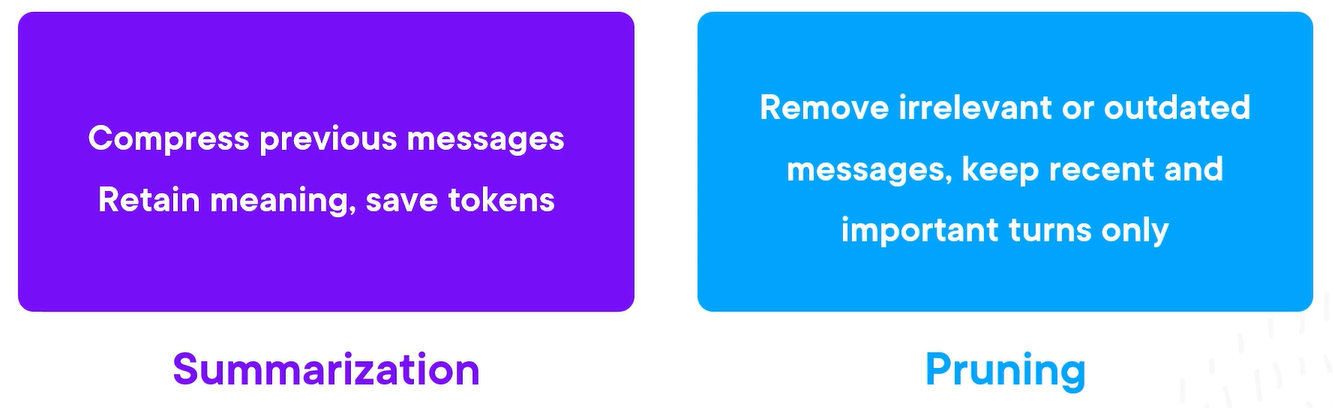 Compress previous messages
Retain meaning, save tokens
Summarization
Remove irrelevant or outdated
messages, keep recent and
important turns only
Pruning